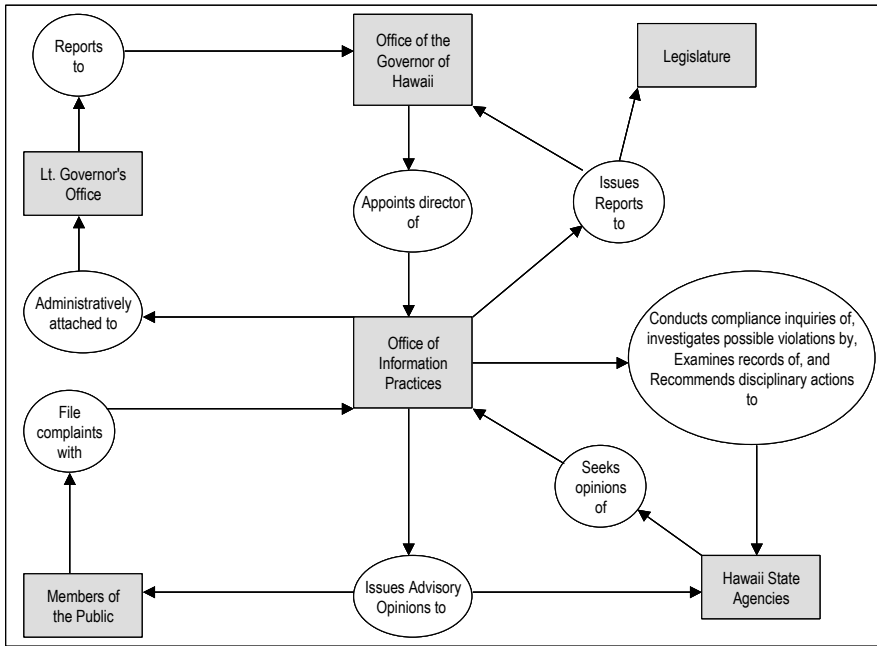 Reports
to
Office of the
Governor of
Hawaii
Legislature
Lt. Governor's
Office
Appoints director
of
Issues
Reports
to
Administratively
attached to
Office of
Information
Practices
Conducts compliance inquiries of,
investigates possible violations by,
Examines records of, and
Recommends disciplinary actions
to
File
complaints
with
Seeks
opinions
of
Members of
the Public
Issues Advisory
Opinions to
Hawaii State
Agencies